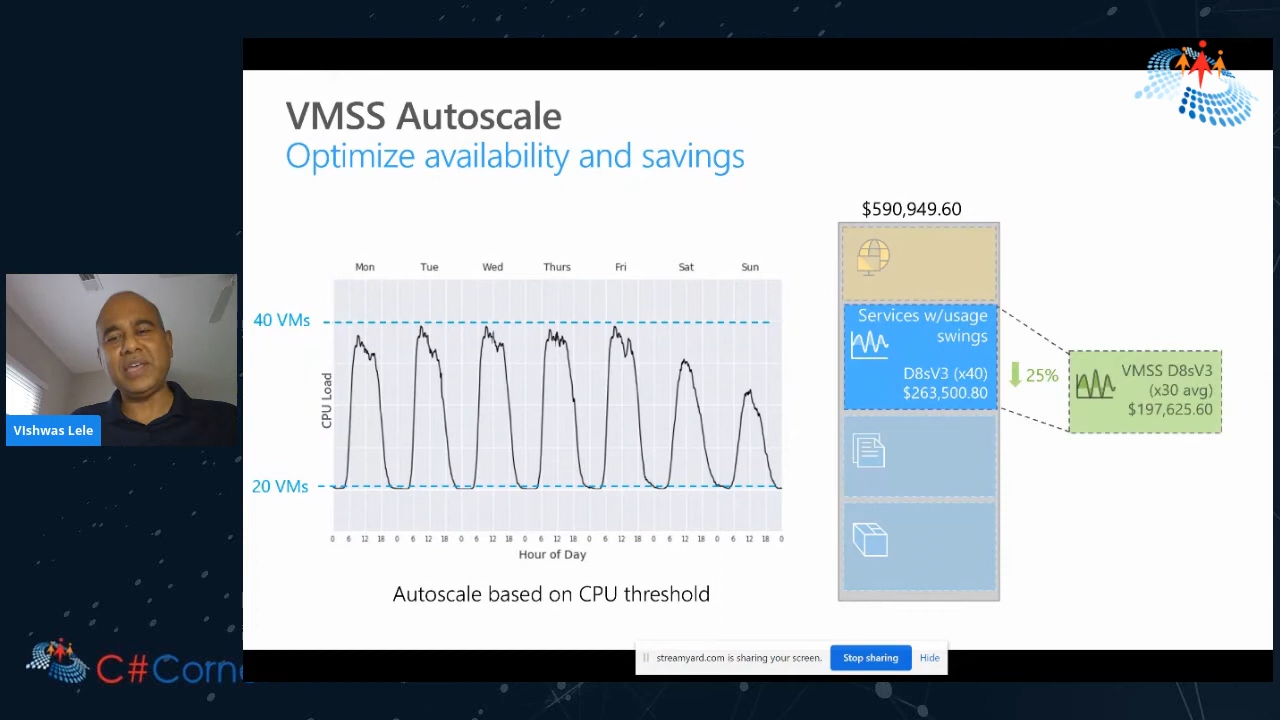 VMSS Autoscale
Optimize availability and savings
$590,949.60
Mon Tue Wed Thurs Fri Sat Sun
40 VMs
Services w/usage
swings
D8sV3 (x40)
$263,500.80
25%
VMSS D8sV3
(x30 avg)
$197,625.60
CPU Load
VIshwas Lele
20 VMs
0 6 12 18 0 6 12 18 0 6 12 18 0 6 12 18 0 6 12 18 0 6 12 18 0 6 12 18 0
Hour of Day
Autoscale based on CPU threshold
streamyard.com is sharing your screen.
Stop sharing
Hide
C#Corne